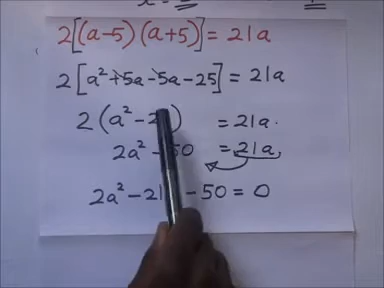 2[(a-5)(a+5)] = 21a
2[a²+5a-5a-25] = 21a
2(a²-2 ) = 21a.
2a²- 50 = 21a
2a²-21 -50 = 0